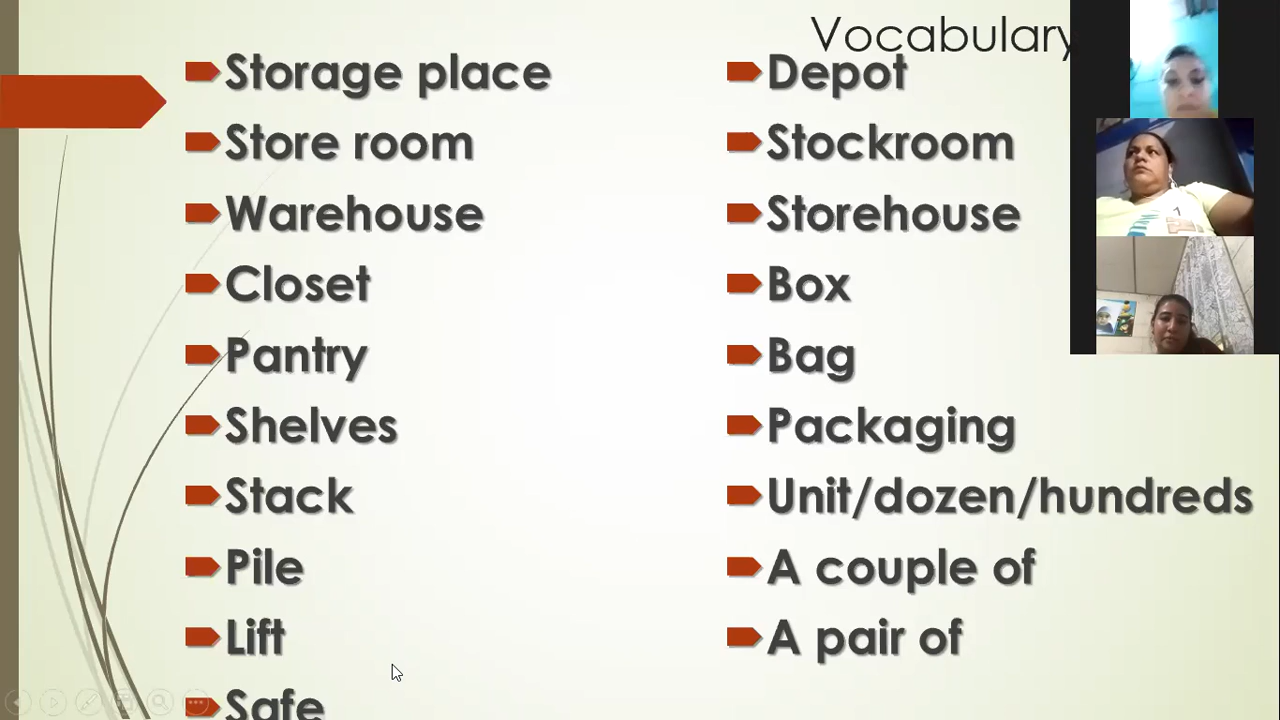 Vocabulary
Storage place
Store room
Warehouse
Closet
Pantry
Shelves
Stack
Pile
Lift
Safe
Depot
Stockroom
Storehouse
Box
Bag
Packaging
Unit/dozen/hundreds
A couple of
A pair of